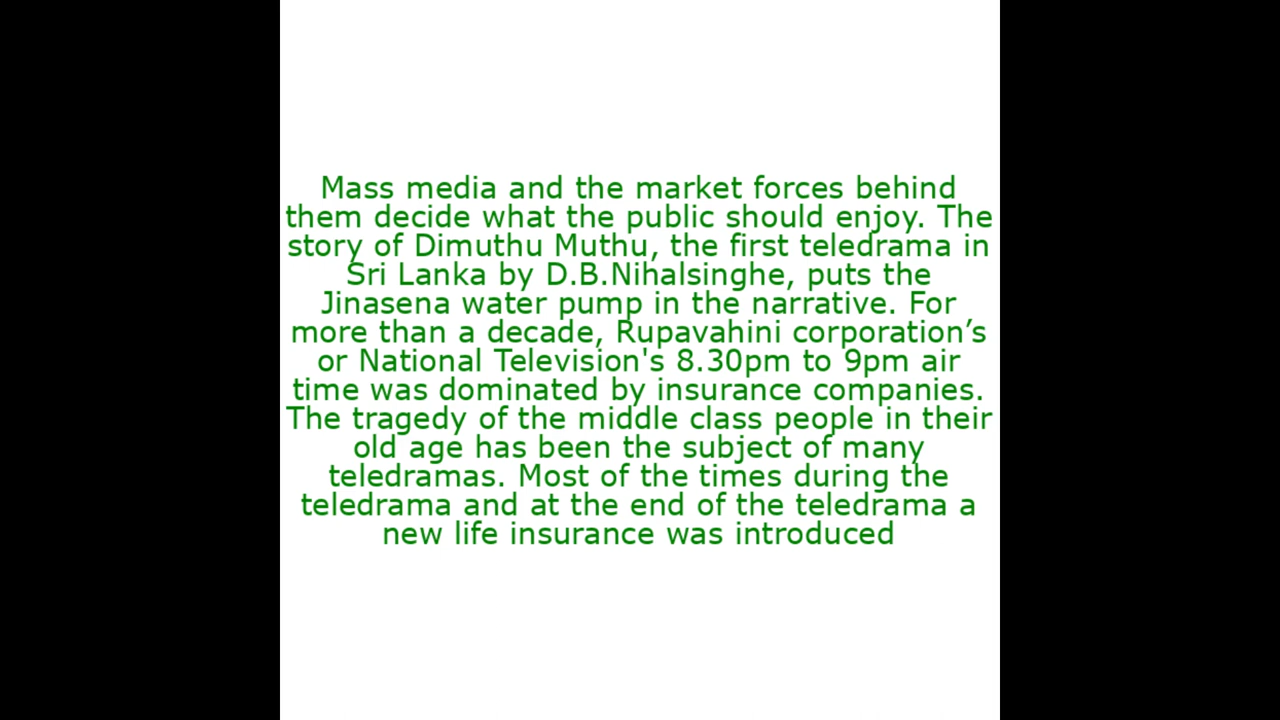 Mass media and the market forces behind
them decide what the public should enjoy. The
story of Dimuthu Muthu, the first teledrama in
Sri Lanka by D.B.Nihalsinghe, puts the
Jinasena water pump in the narrative. For
more than a decade, Rupavahini corporation’s
or National Television's 8.30pm to 9pm air
time was dominated by insurance companies.
The tragedy of the middle class people in their
old age has been the subject of many
teledramas. Most of the times during the
teledrama and at the end of the teledrama a
new life insurance was introduced